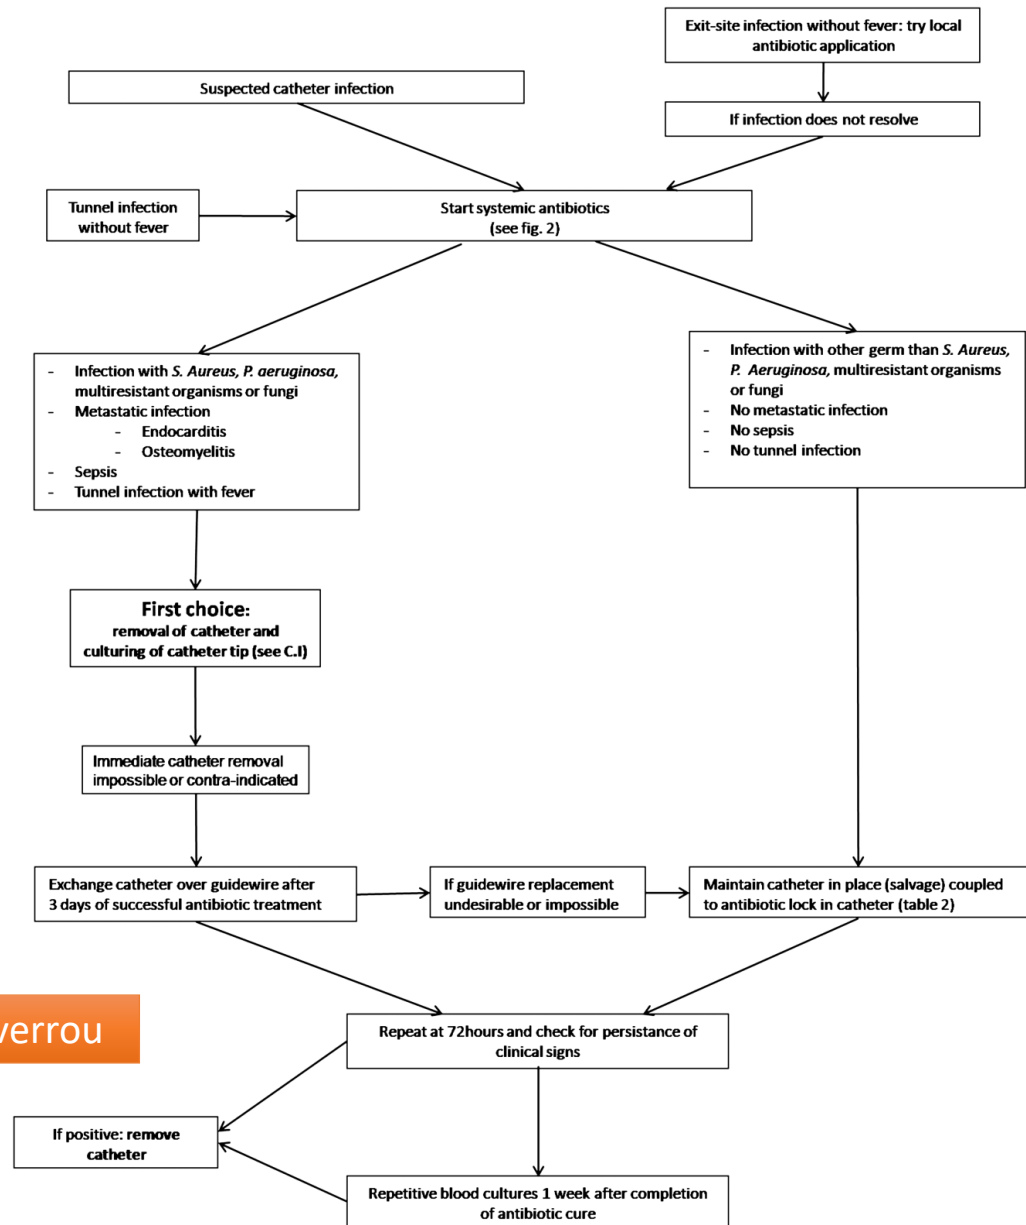 Exit-site infection without fever: try local
antibiotic application
Suspected catheter infection
If infection does not resolve
Tunnel infection
without fever
Start systemic antibiotics
(see fig. 2)
- Infection with S. Aureus, P. aeruginosa,
multiresistant organisms or fungi
- Metastatic infection
- Endocarditis
- Osteomyelitis
- Sepsis
- Tunnel infection with fever
- Infection with other germ than S. Aureus,
P. Aeruginosa, multiresistant organisms
or fungi
- No metastatic infection
- No sepsis
- No tunnel infection
First choice:
removal of catheter and
culturing of catheter tip (see C.I)
Immediate catheter removal
impossible or contra-indicated
Exchange catheter over guidewire after
3 days of successful antibiotic treatment
If guidewire replacement
undesirable or impossible
Maintain catheter in place (salvage) coupled
to antibiotic lock in catheter (table 2)
verrou
Repeat at 72hours and check for persistance of
clinical signs
If positive: remove
catheter
Repetitive blood cultures 1 week after completion
of antibiotic cure